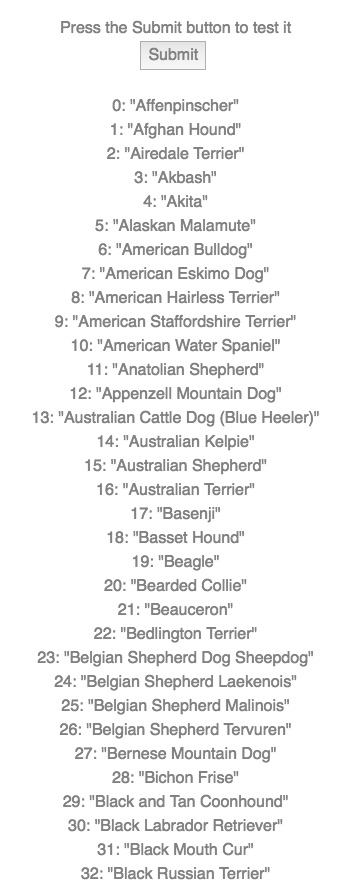 Press the Submit button to test it
Submit
0: "Affenpinscher"
1: "Afghan Hound"
2: "Airedale Terrier"
3: "Akbash"
4: "Akita"
5: "Alaskan Malamute"
6: "American Bulldog"
7: "American Eskimo Dog"
8: "American Hairless Terrier"
9: "American Staffordshire Terrier"
10: "American Water Spaniel"
11: "Anatolian Shepherd"
12: "Appenzell Mountain Dog"
13: "Australian Cattle Dog (Blue Heeler)"
14: "Australian Kelpie"
15: "Australian Shepherd"
16: "Australian Terrier"
17: "Basenji"
18: "Basset Hound"
19: "Beagle"
20: "Bearded Collie"
21: "Beauceron"
22: "Bedlington Terrier"
23: "Belgian Shepherd Dog Sheepdog"
24: "Belgian Shepherd Laekenois"
25: "Belgian Shepherd Malinois"
26: "Belgian Shepherd Tervuren"
27: "Bernese Mountain Dog"
28: "Bichon Frise"
29: "Black and Tan Coonhound"
30: "Black Labrador Retriever"
31: "Black Mouth Cur"
32: "Black Russian Terrier"